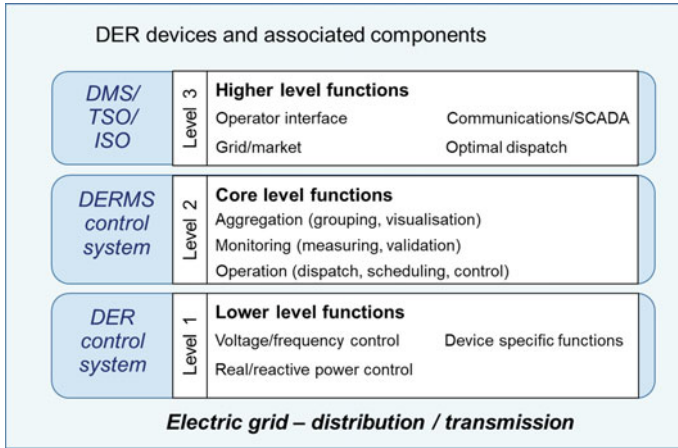 DER devices and associated components
DMS/
TSO/
ISO
Level 3
Higher level functions
Operator interface
Communications/SCADA
Grid/market
Optimal dispatch
DERMS
control
system
Level 2
Core level functions
Aggregation (grouping, visualisation)
Monitoring (measuring, validation)
Operation (dispatch, scheduling, control)
DER
control
system
Level 1
Lower level functions
Voltage/frequency control
Device specific functions
Real/reactive power control
Electric grid – distribution / transmission